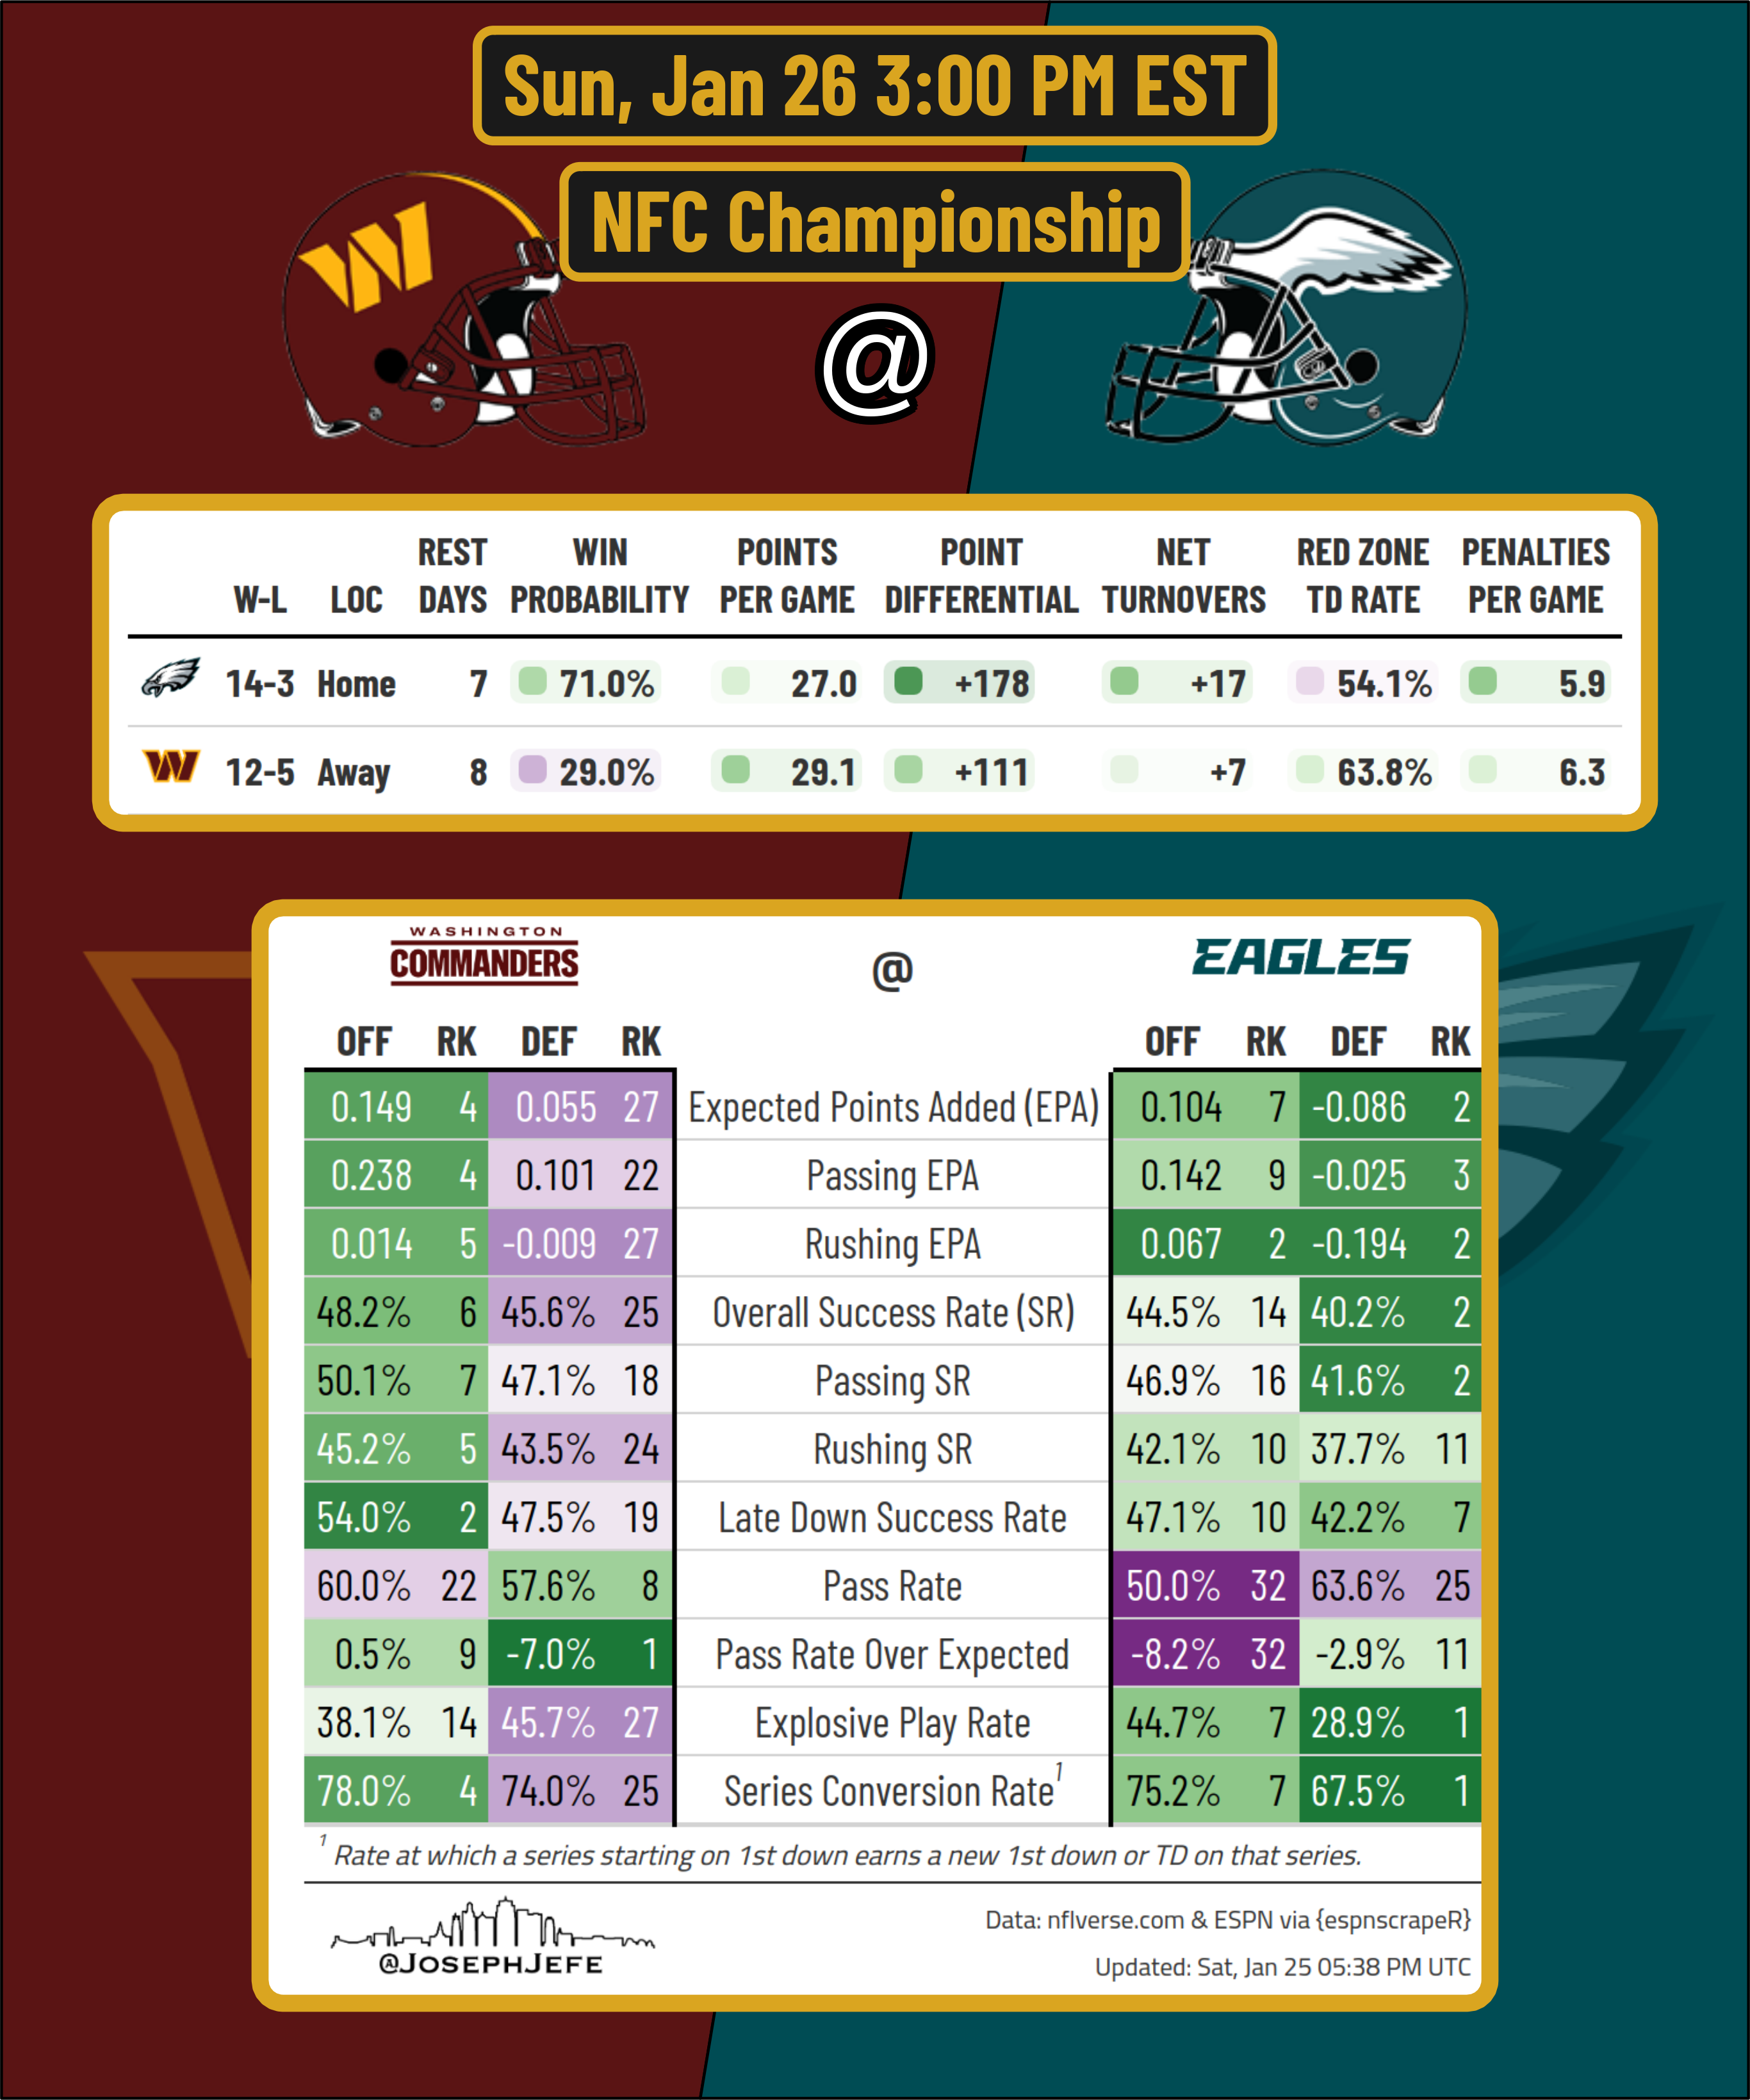 Sun, Jan 26 3:00 PM EST
NFC Championship
@
W-L LOC REST DAYS WIN PROBABILITY POINTS PER GAME POINT DIFFERENTIAL NET TURNOVERS RED ZONE TD RATE PENALTIES PER GAME
14-3 Home 7 71.0% 27.0 +178 +17 54.1% 5.9
W 12-5 Away 8 29.0% 29.1 +111 +7 63.8% 6.3
WASHINGTON
COMMANDERS @ EAGLES
OFF RK DEF RK OFF RK DEF RK
0.149 4 0.055 27 Expected Points Added (EPA) 0.104 7 -0.086 2
0.238 4 0.101 22 Passing EPA 0.142 9 -0.025 3
0.014 5 -0.009 27 Rushing EPA 0.067 2 -0.194 2
48.2% 6 45.6% 25 Overall Success Rate (SR) 44.5% 14 40.2% 2
50.1% 7 47.1% 18 Passing SR 46.9% 16 41.6% 2
45.2% 5 43.5% 24 Rushing SR 42.1% 10 37.7% 11
54.0% 2 47.5% 19 Late Down Success Rate 47.1% 10 42.2% 7
60.0% 22 57.6% 8 Pass Rate 50.0% 32 63.6% 25
0.5% 9 -7.0% 1 Pass Rate Over Expected -8.2% 32 -2.9% 11
38.1% 14 45.7% 27 Explosive Play Rate 44.7% 7 28.9% 1
78.0% 4 74.0% 25 Series Conversion Rate¹ 75.2% 7 67.5% 1
¹ Rate at which a series starting on 1st down earns a new 1st down or TD on that series.
Data: nflverse.com & ESPN via {espnscrapeR}
@JOSEPHJEFE
Updated: Sat, Jan 25 05:38 PM UTC